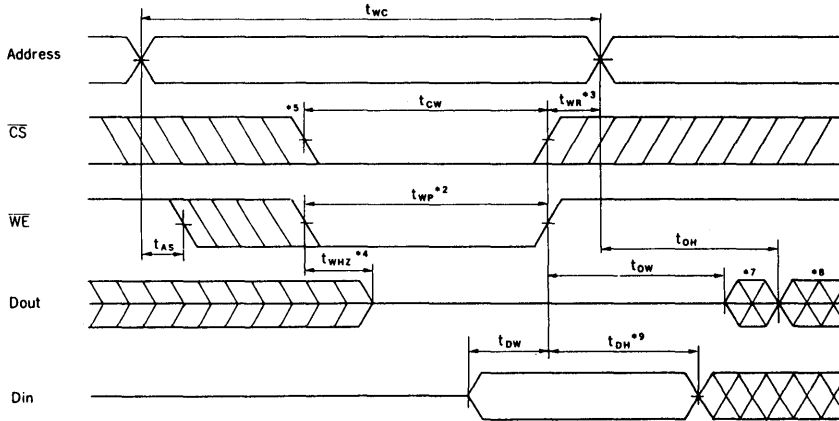 tWC
Address
*5
tCW
tWR*3
CS
tWP*2
WE
tAS
tWHZ*4
tOH
tOW
*7
*8
Dout
tDW
tDH*9
Din